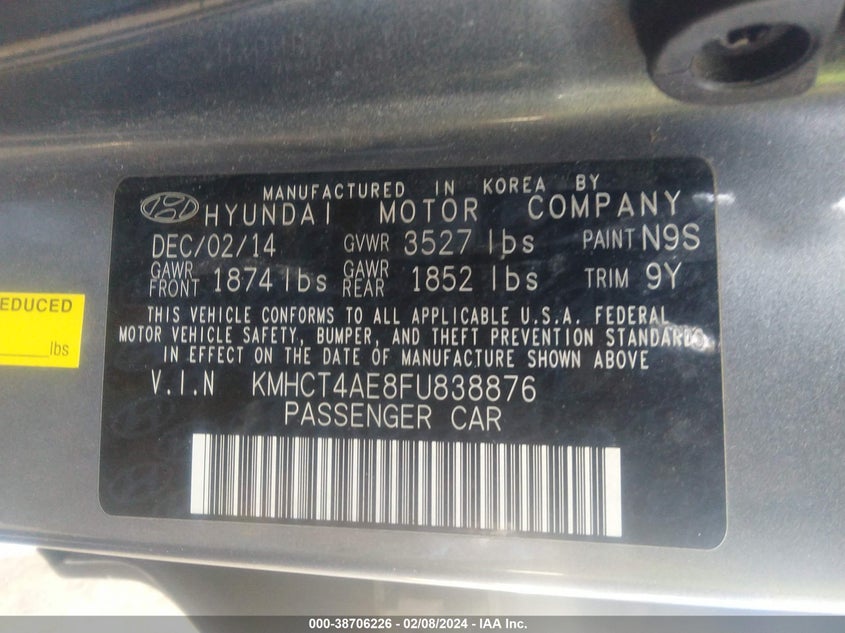 MANUFACTURED IN KOREA BY
HYUNDAI MOTOR COMPANY
DEC/02/14 GVWR 3527 lbs PAINT N9S
GAWR FRONT 1874 lbs GAWR REAR 1852 lbs TRIM 9Y
THIS VEHICLE CONFORMS TO ALL APPLICABLE U.S.A. FEDERAL
MOTOR VEHICLE SAFETY, BUMPER, AND THEFT PREVENTION STANDARDS
IN EFFECT ON THE DATE OF MANUFACTURE SHOWN ABOVE
V.I.N KMHCT4AE8FU838876
PASSENGER CAR
EDUCED
lbs
000-38706226 - 02/08/2024 - IAA Inc.